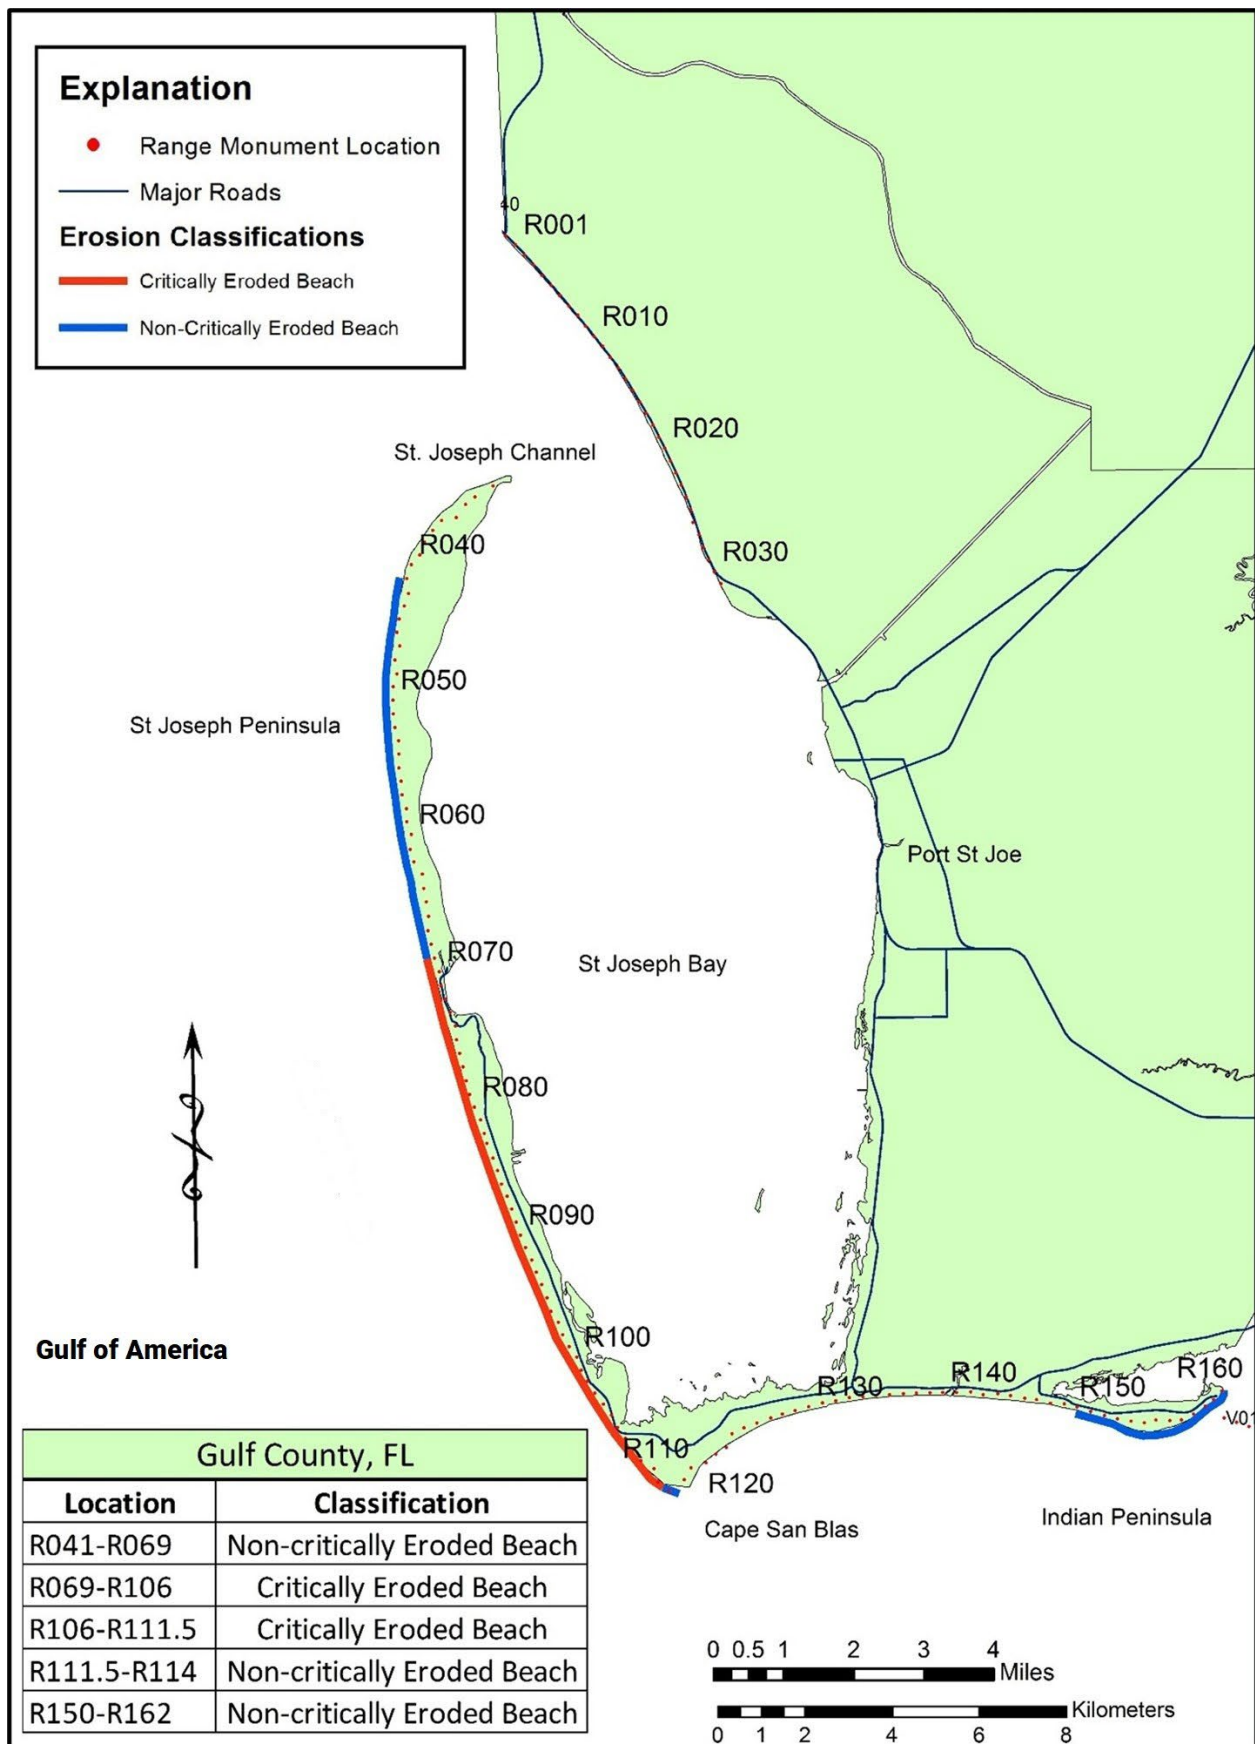 Explanation
Range Monument Location
Major Roads
Erosion Classifications
Critically Eroded Beach
Non-Critically Eroded Beach
40
R001
R010
R020
St. Joseph Channel
R030
R040
R050
St Joseph Peninsula
R060
Port St Joe
R070
St Joseph Bay
R080
R090
R100
Gulf of America
R130
R140
R150
R160
V01
R110
R120
Cape San Blas
Indian Peninsula
Gulf County, FL
Location Classification
R041-R069 Non-critically Eroded Beach
R069-R106 Critically Eroded Beach
R106-R111.5 Critically Eroded Beach
R111.5-R114 Non-critically Eroded Beach
R150-R162 Non-critically Eroded Beach
0 0.5 1 2 3 4
Miles
Kilometers
0 1 2 4 6 8